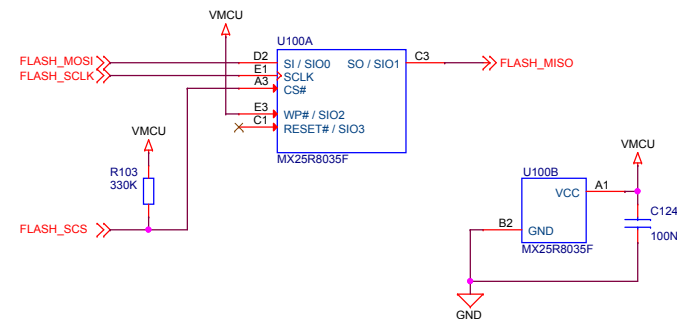 VMCU
U100A
FLASH_MOSI
D2
SI / SIO0
SO / SIO1
C3
FLASH_MISO
FLASH_SCLK
E1
SCLK
A3
CS#
E3
WP# / SIO2
C1
RESET# / SIO3
MX25R8035F
VMCU
R103
330K
FLASH_SCS
VMCU
U100B
VCC
A1
B2
GND
MX25R8035F
C124
100N
GND